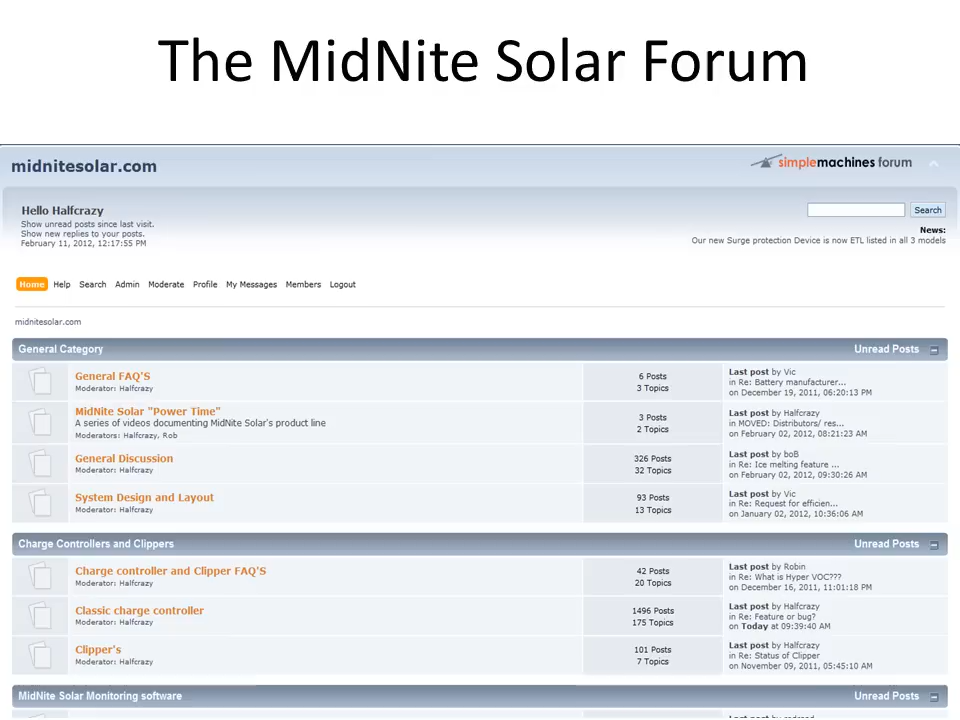 The MidNite Solar Forum
midnitesolar.com
simplemachines forum
Hello Halfcrazy
Show unread posts since last visit.
Show new replies to your posts.
February 11, 2012, 12:17:55 PM
Search
News:
Our new Surge protection Device is now ETL listed in all 3 models
Home Help Search Admin Moderate Profile My Messages Members Logout
midnitesolar.com
General Category Unread Posts
General FAQ'S
Moderator: Halfcrazy
6 Posts
3 Topics
Last post by Vic
in Re: Battery manufacturer...
on December 19, 2011, 06:20:13 PM
MidNite Solar "Power Time"
A series of videos documenting MidNite Solar's product line
Moderators: Halfcrazy, Rob
3 Posts
2 Topics
Last post by Halfcrazy
in MOVED: Distributors/ res...
on February 02, 2012, 08:21:23 AM
General Discussion
Moderator: Halfcrazy
326 Posts
32 Topics
Last post by boB
in Re: Ice melting feature ...
on February 02, 2012, 09:30:26 AM
System Design and Layout
Moderator: Halfcrazy
93 Posts
13 Topics
Last post by Vic
in Re: Request for efficien...
on January 02, 2012, 10:36:06 AM
Charge Controllers and Clippers Unread Posts
Charge controller and Clipper FAQ'S
Moderator: Halfcrazy
42 Posts
20 Topics
Last post by Robin
in Re: What is Hyper VOC???
on December 16, 2011, 11:01:18 PM
Classic charge controller
Moderator: Halfcrazy
1496 Posts
175 Topics
Last post by Halfcrazy
in Re: Feature or bug?
on Today at 09:39:40 AM
Clipper's
Moderator: Halfcrazy
101 Posts
7 Topics
Last post by Halfcrazy
in Re: Status of Clipper
on November 09, 2011, 05:45:10 AM
MidNite Solar Monitoring software Unread Posts